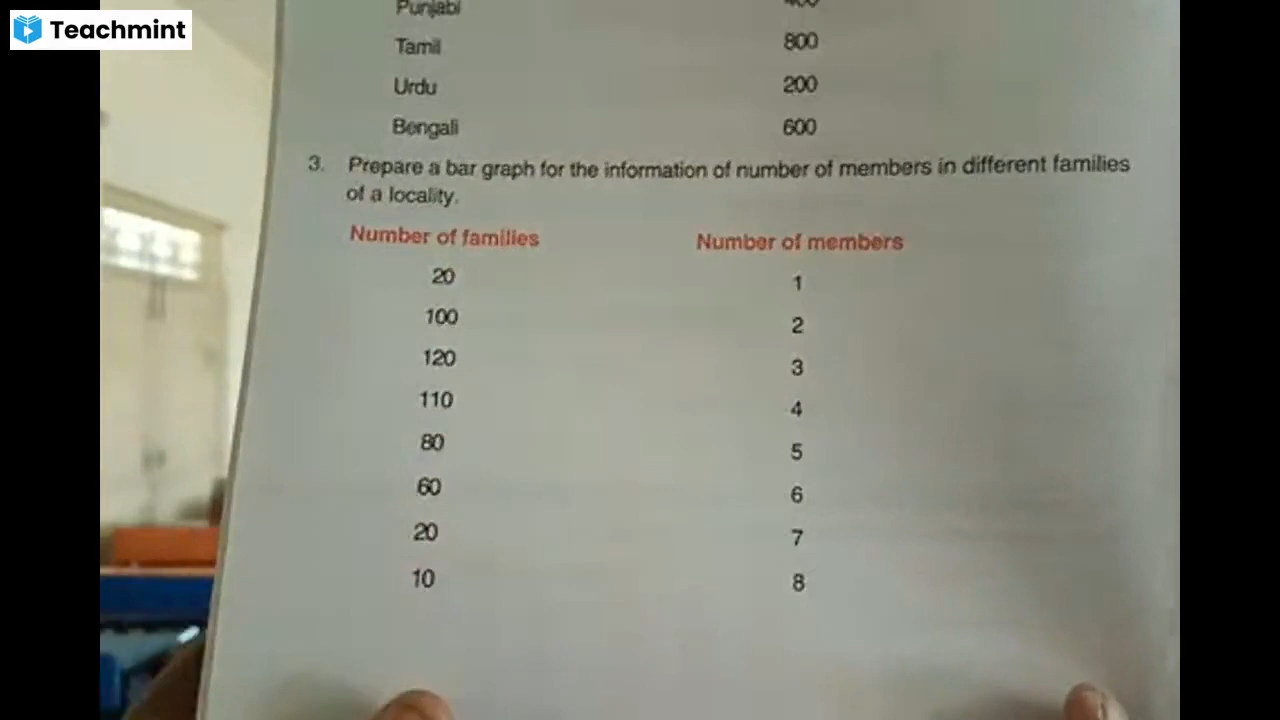 Teachmint
Punjabi 400
Tamil 800
Urdu 200
Bengali 600
3. Prepare a bar graph for the information of number of members in different families
of a locality.
Number of families Number of members
20 1
100 2
120 3
110 4
80 5
60 6
20 7
10 8